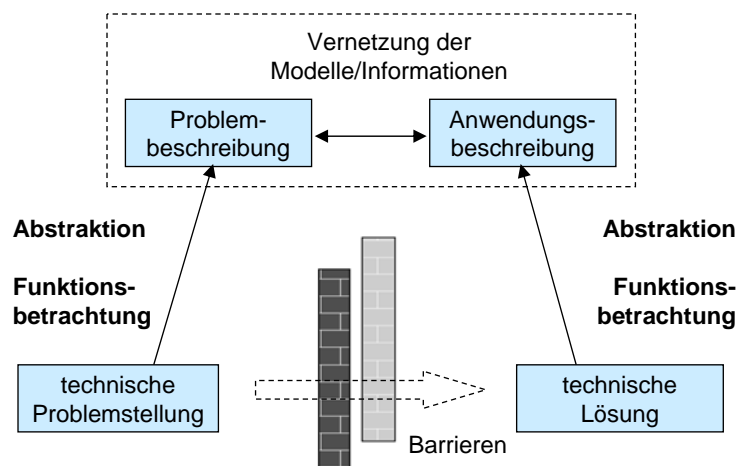 Vernetzung der
Modelle/Informationen
Problem-
beschreibung
Anwendungs-
beschreibung
Abstraktion
Funktions-
betrachtung
Abstraktion
Funktions-
betrachtung
technische
Problemstellung
technische
Lösung
Barrieren